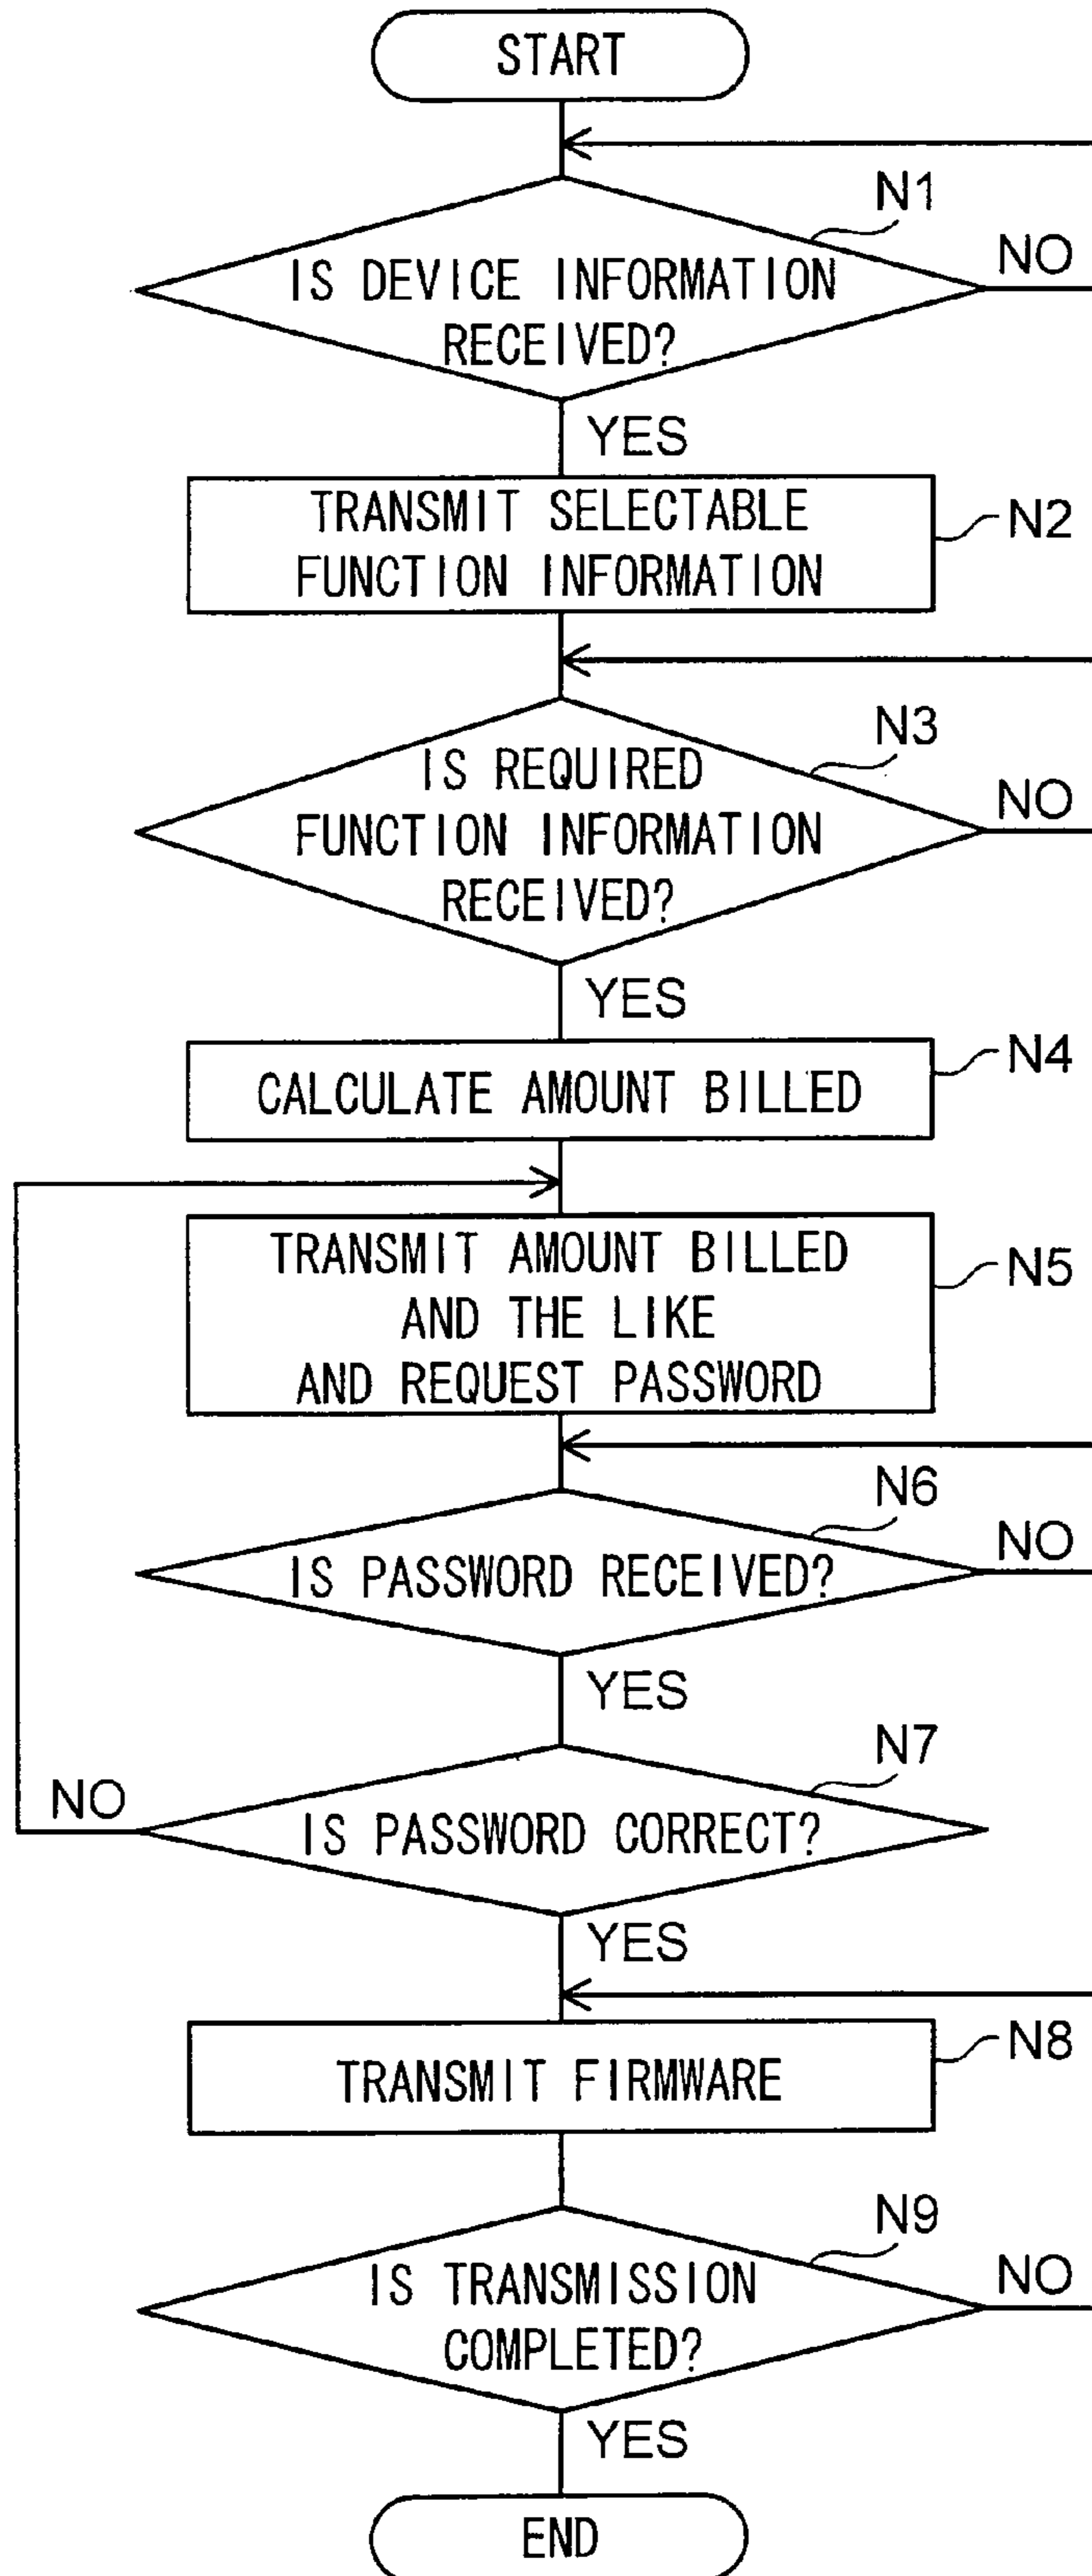 START
N1
NO
IS DEVICE INFORMATION
RECEIVED?
YES
TRANSMIT SELECTABLE
FUNCTION INFORMATION
N2
N3
IS REQUIRED
FUNCTION INFORMATION
RECEIVED?
NO
YES
CALCULATE AMOUNT BILLED
N4
TRANSMIT AMOUNT BILLED
AND THE LIKE
AND REQUEST PASSWORD
N5
N6
NO
IS PASSWORD RECEIVED?
YES
N7
NO
IS PASSWORD CORRECT?
YES
N8
TRANSMIT FIRMWARE
N9
NO
IS TRANSMISSION
COMPLETED?
YES
END